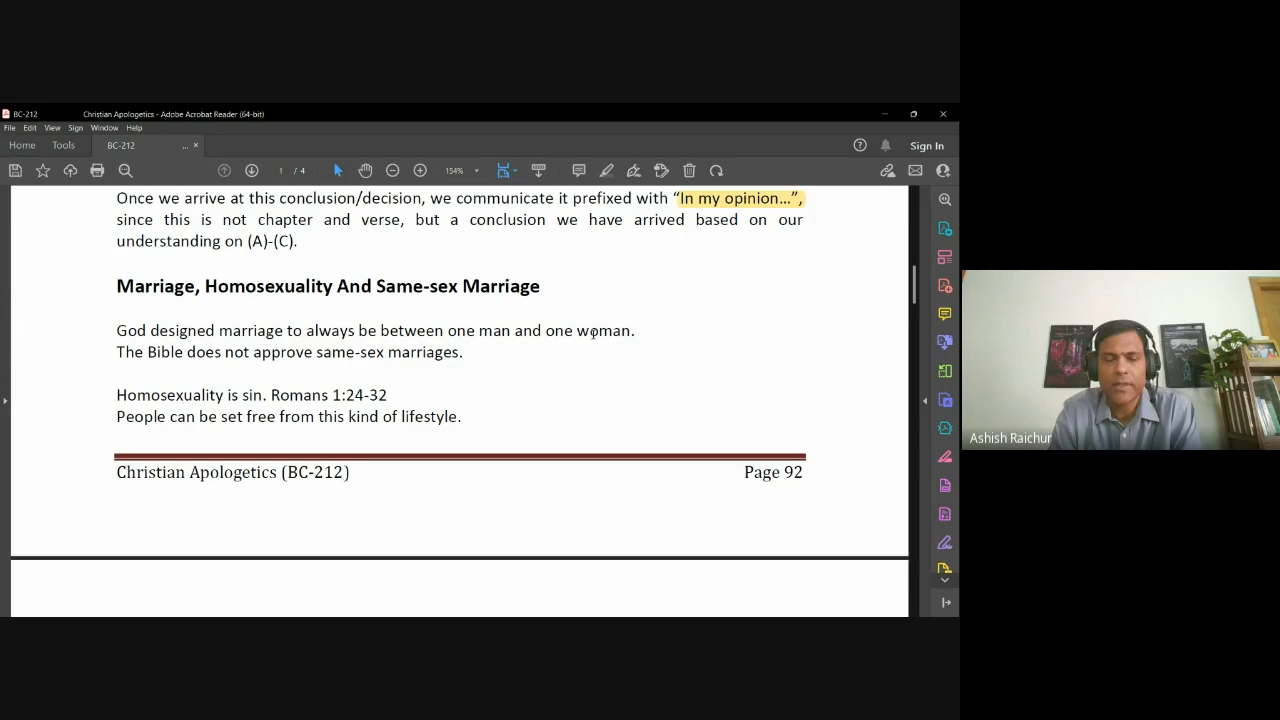 BC-212 Christian Apologetics - Adobe Acrobat Reader (64-bit)
File Edit View Sign Window Help
Home Tools BC-212 ... × Sign In
1 / 4 154%
Once we arrive at this conclusion/decision, we communicate it prefixed with “In my opinion...”,
since this is not chapter and verse, but a conclusion we have arrived based on our
understanding on (A)-(C).
Marriage, Homosexuality And Same-sex Marriage
God designed marriage to always be between one man and one woman.
The Bible does not approve same-sex marriages.
Homosexuality is sin. Romans 1:24-32
People can be set free from this kind of lifestyle.
Christian Apologetics (BC-212) Page 92
Ashish Raichur